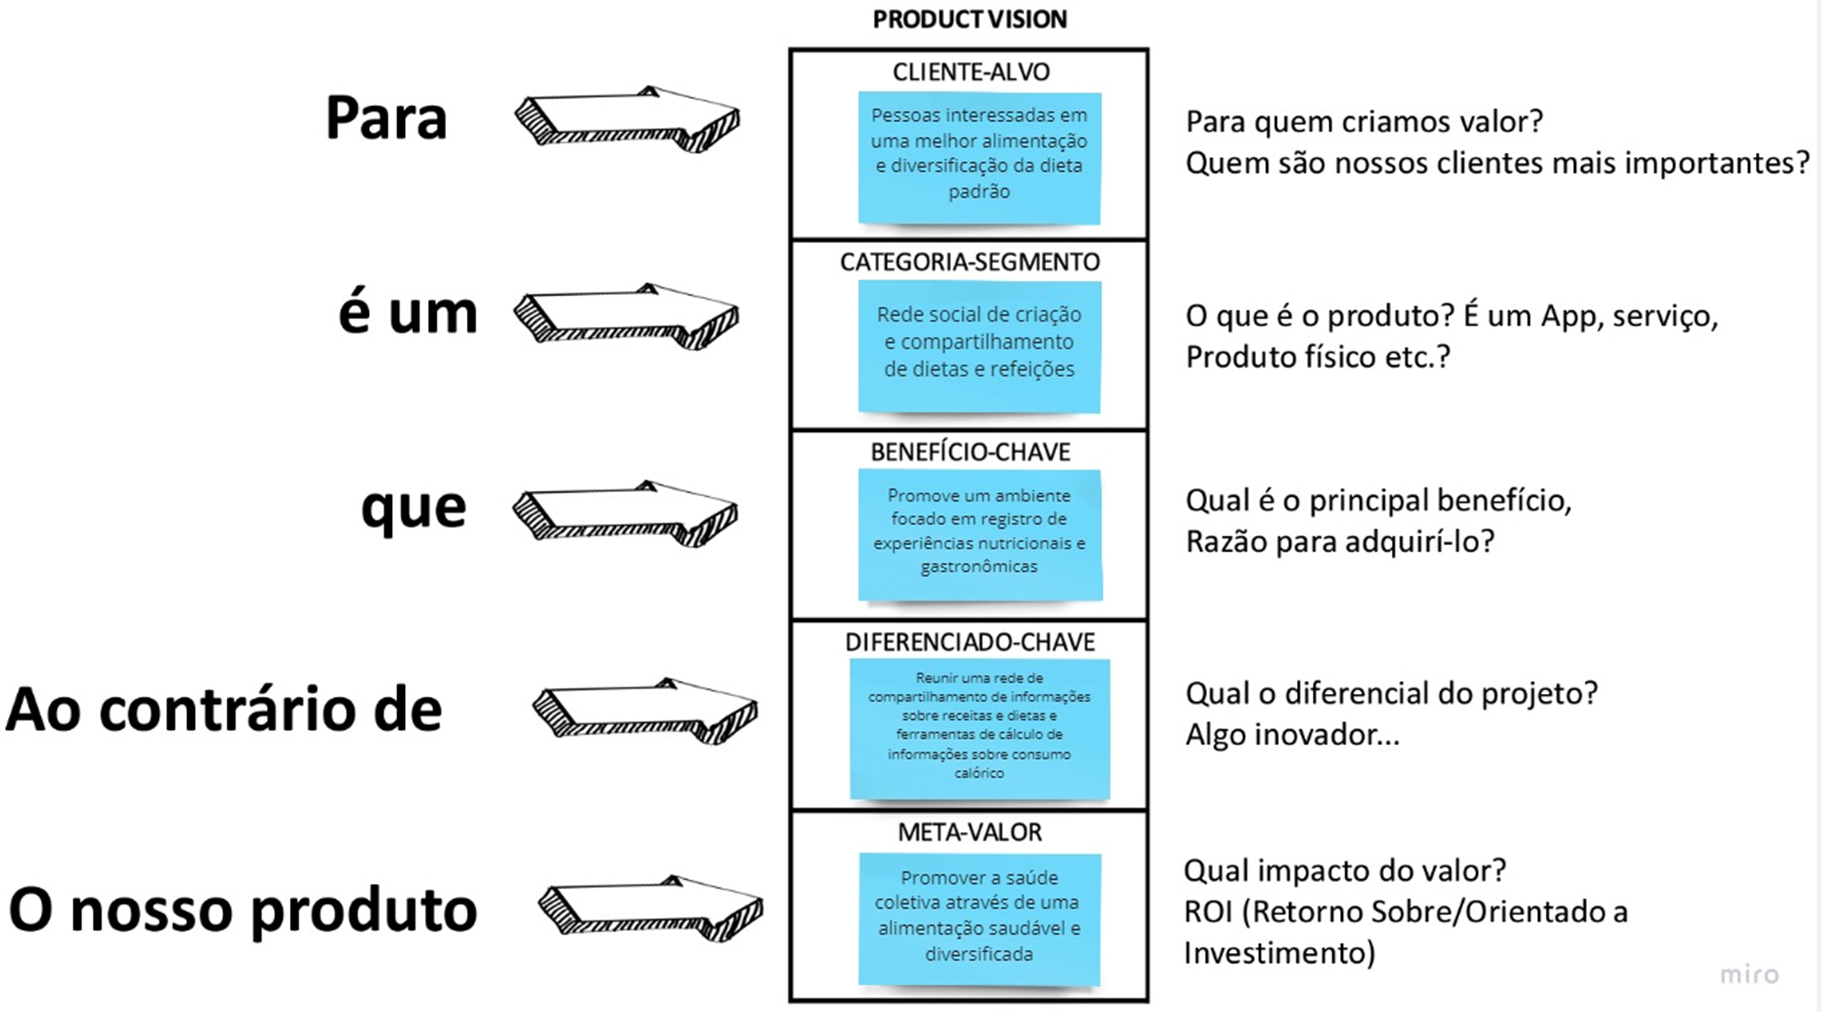 PRODUCT VISION
Para
CLIENTE-ALVO
Pessoas interessadas em
uma melhor alimentação
e diversificação da dieta
padrão
Para quem criamos valor?
Quem são nossos clientes mais importantes?
é um
CATEGORIA-SEGMENTO
Rede social de criação
e compartilhamento
de dietas e refeições
O que é o produto? É um App, serviço,
Produto físico etc.?
que
BENEFÍCIO-CHAVE
Promove um ambiente
focado em registro de
experiências nutricionais e
gastronômicas
Qual é o principal benefício,
Razão para adquirí-lo?
Ao contrário de
DIFERENCIADO-CHAVE
Reunir uma rede de
compartilhamento de informações
sobre receitas e dietas e
ferramentas de cálculo de
informações sobre consumo
calórico
Qual o diferencial do projeto?
Algo inovador...
O nosso produto
META-VALOR
Promover a saúde
coletiva através de uma
alimentação saudável e
diversificada
Qual impacto do valor?
ROI (Retorno Sobre/Orientado a
Investimento)
miro